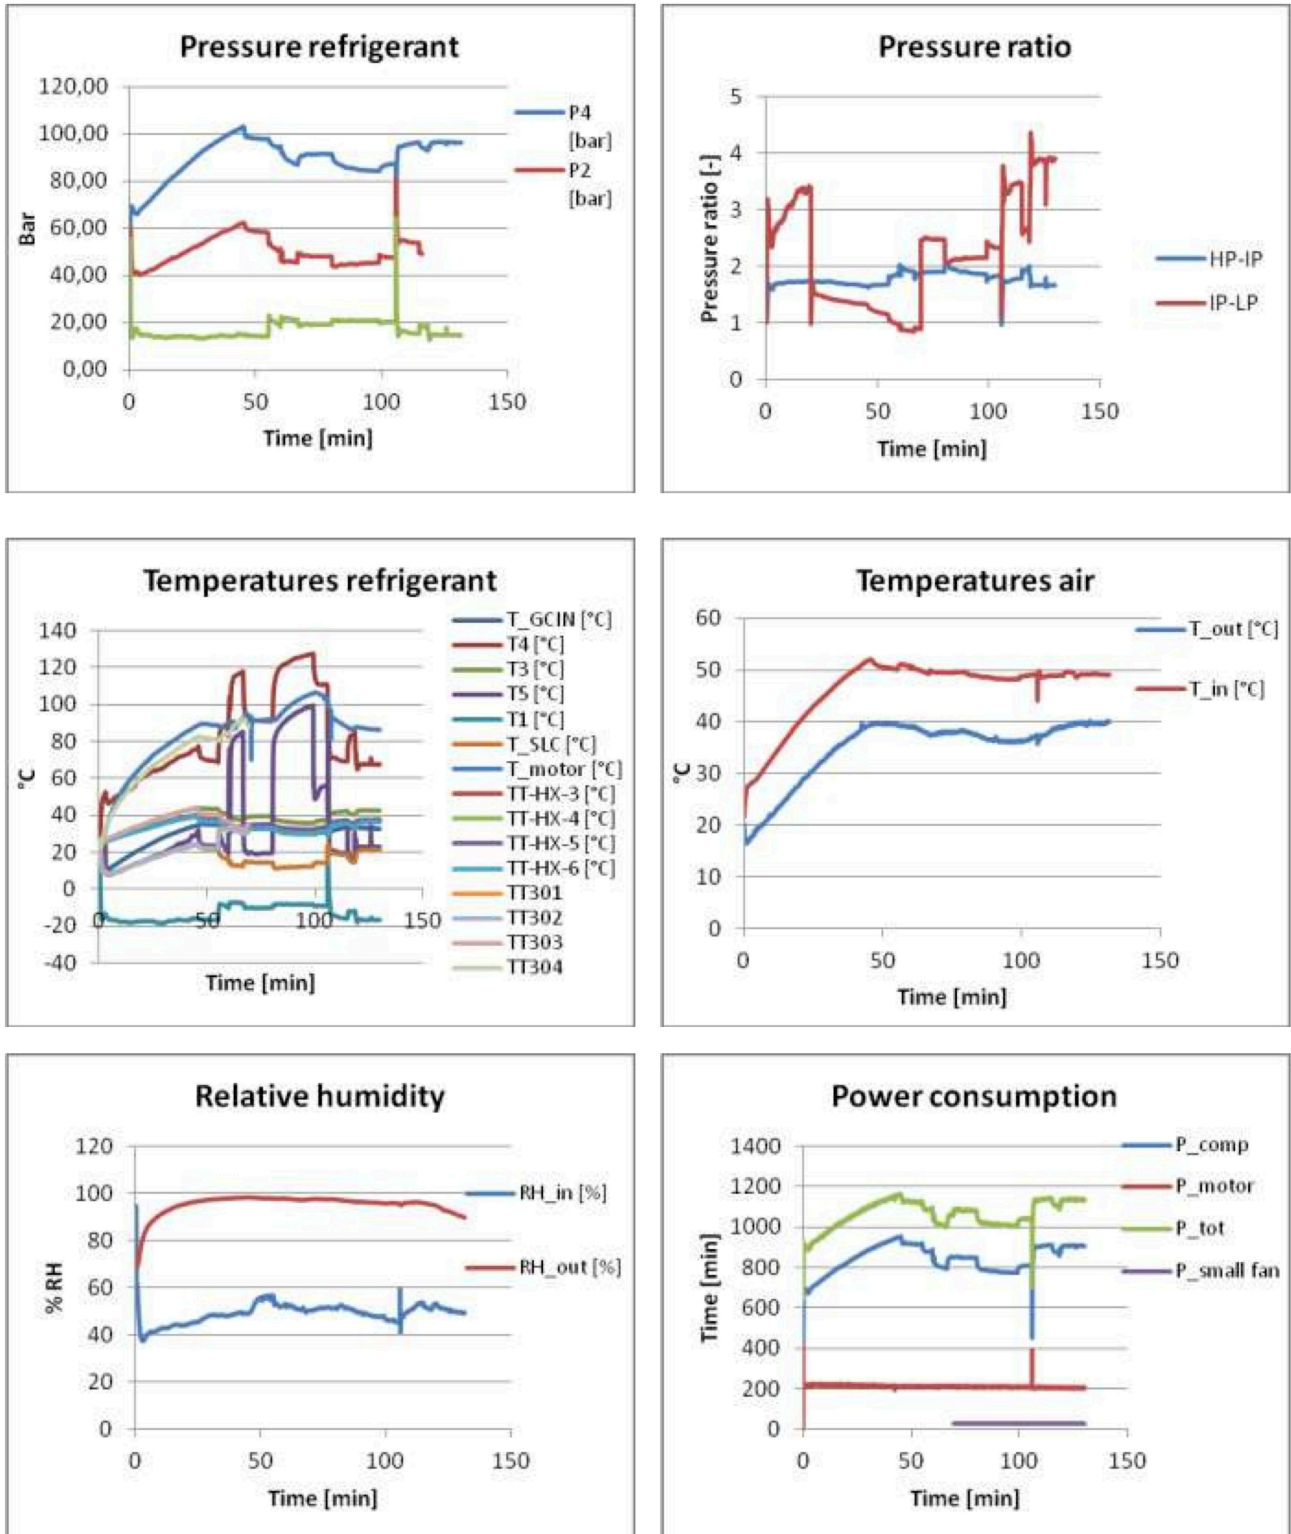 Pressure refrigerant
120,00
100,00
80,00
60,00
40,00
20,00
0,00
Bar
0 50 100 150
Time [min]
P4
[bar]
P2
[bar]
Pressure ratio
5
4
3
2
1
0
Pressure ratio [-]
0 50 100 150
Time [min]
HP-IP
IP-LP
Temperatures refrigerant
140
120
100
80
60
40
20
0
-20
-40
°C
0 50 100 150
Time [min]
T_GCIN [°C]
T4 [°C]
T3 [°C]
T5 [°C]
T1 [°C]
T_SLC [°C]
T_motor [°C]
TT-HX-3 [°C]
TT-HX-4 [°C]
TT-HX-5 [°C]
TT-HX-6 [°C]
TT301
TT302
TT303
TT304
Temperatures air
60
50
40
30
20
10
0
°C
0 50 100 150
Time [min]
T_out [°C]
T_in [°C]
Relative humidity
120
100
80
60
40
20
0
% RH
0 50 100 150
Time [min]
RH_in [%]
RH_out [%]
Power consumption
1400
1200
1000
800
600
400
200
0
Time [min]
0 50 100 150
Time [min]
P_comp
P_motor
P_tot
P_small fan